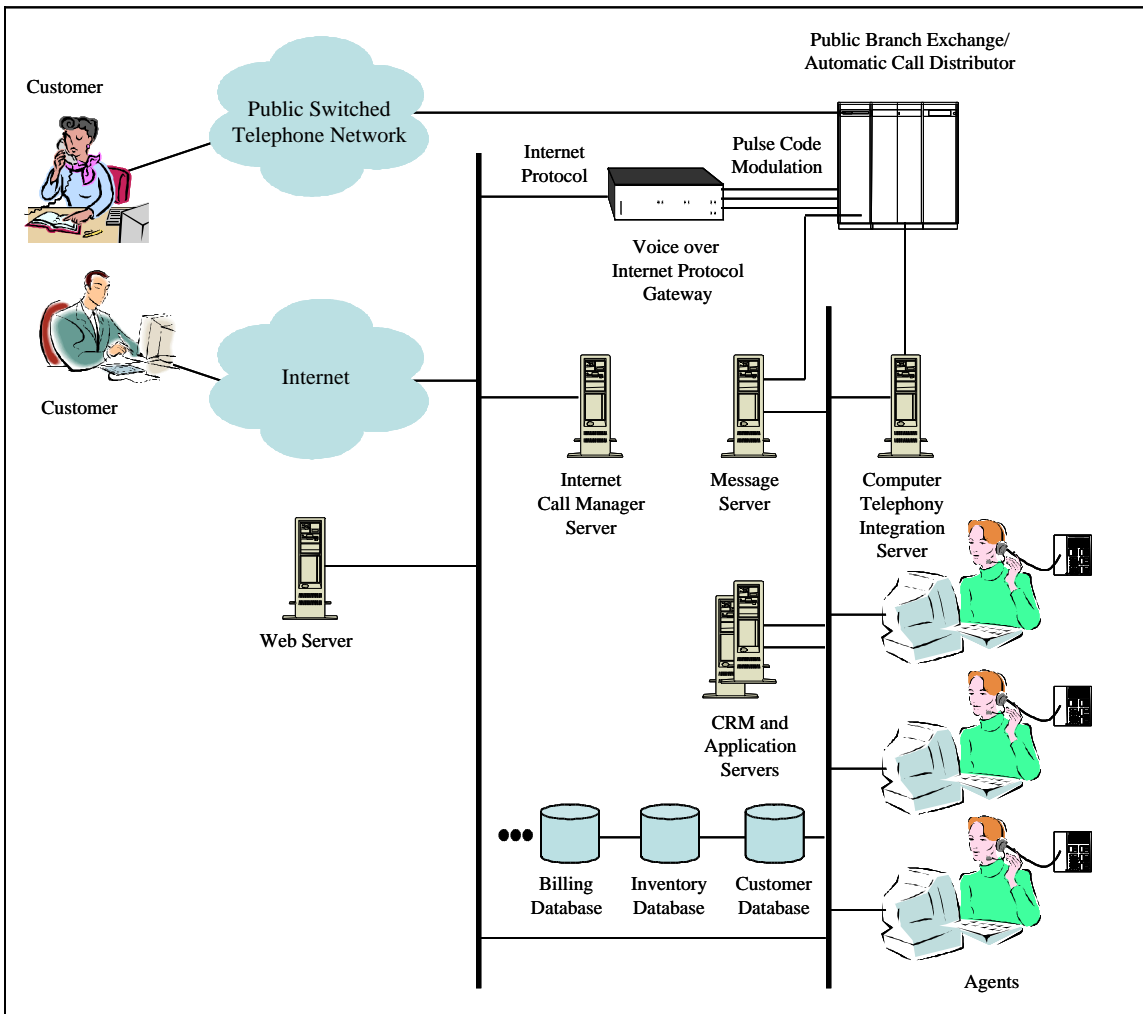 Public Branch Exchange/
Automatic Call Distributor
Customer
Public Switched
Telephone Network
Internet
Protocol
Pulse Code
Modulation
Voice over
Internet Protocol
Gateway
Internet
Customer
Internet
Call Manager
Server
Message
Server
Computer
Telephony
Integration
Server
Web Server
CRM and
Application
Servers
Billing
Database
Inventory
Database
Customer
Database
Agents